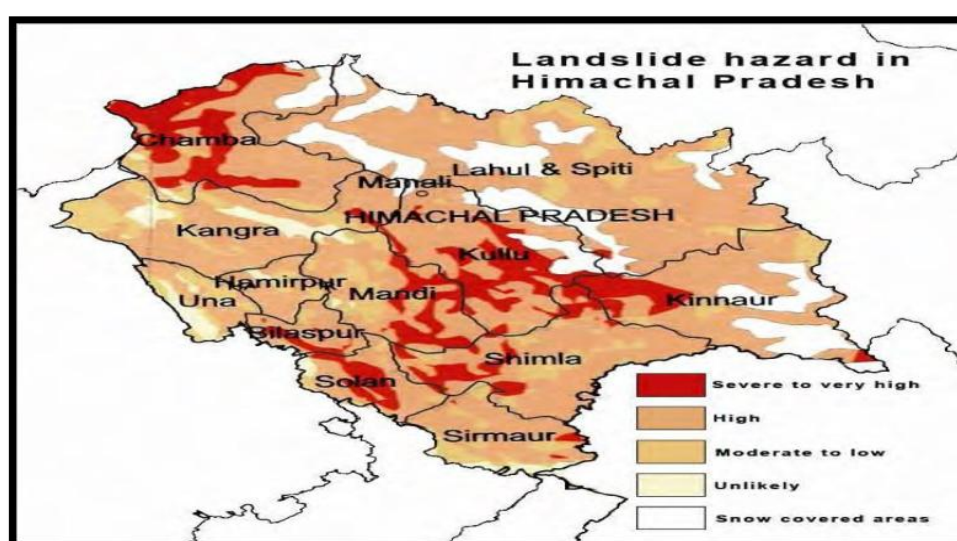 Landslide hazard in
Himachal Pradesh
Chamba
Lahul & Spiti
Manali
HIMACHAL PRADESH
Kangra
Kullu
Hamirpur
Una
Mandi
Kinnaur
Bilaspur
Shimla
Solan
Sirmaur
Severe to very high
High
Moderate to low
Unlikely
Snow covered areas